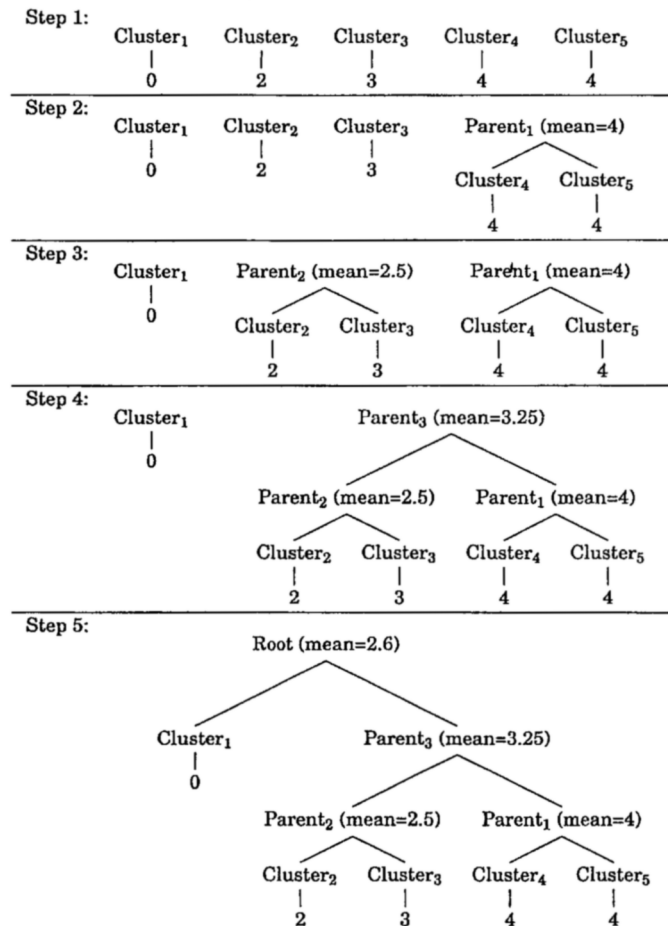 Step 1:
Cluster₁ Cluster₂ Cluster₃ Cluster₄ Cluster₅
0 2 3 4 4
Step 2:
Cluster₁ Cluster₂ Cluster₃ Parent₁ (mean=4)
0 2 3 Cluster₄ Cluster₅
4 4
Step 3:
Cluster₁ Parent₂ (mean=2.5) Parent₁ (mean=4)
0 Cluster₂ Cluster₃ Cluster₄ Cluster₅
2 3 4 4
Step 4:
Cluster₁ Parent₃ (mean=3.25)
0
Parent₂ (mean=2.5) Parent₁ (mean=4)
Cluster₂ Cluster₃ Cluster₄ Cluster₅
2 3 4 4
Step 5:
Root (mean=2.6)
Cluster₁ Parent₃ (mean=3.25)
0
Parent₂ (mean=2.5) Parent₁ (mean=4)
Cluster₂ Cluster₃ Cluster₄ Cluster₅
2 3 4 4